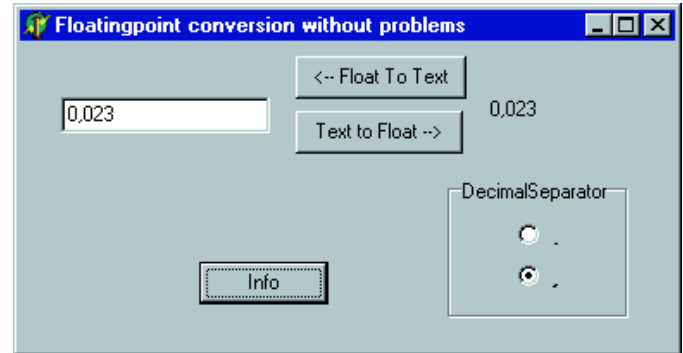 Floatingpoint conversion without problems
<-- Float To Text
0,023
0,023
Text to Float -->
DecimalSeparator
.
,
Info